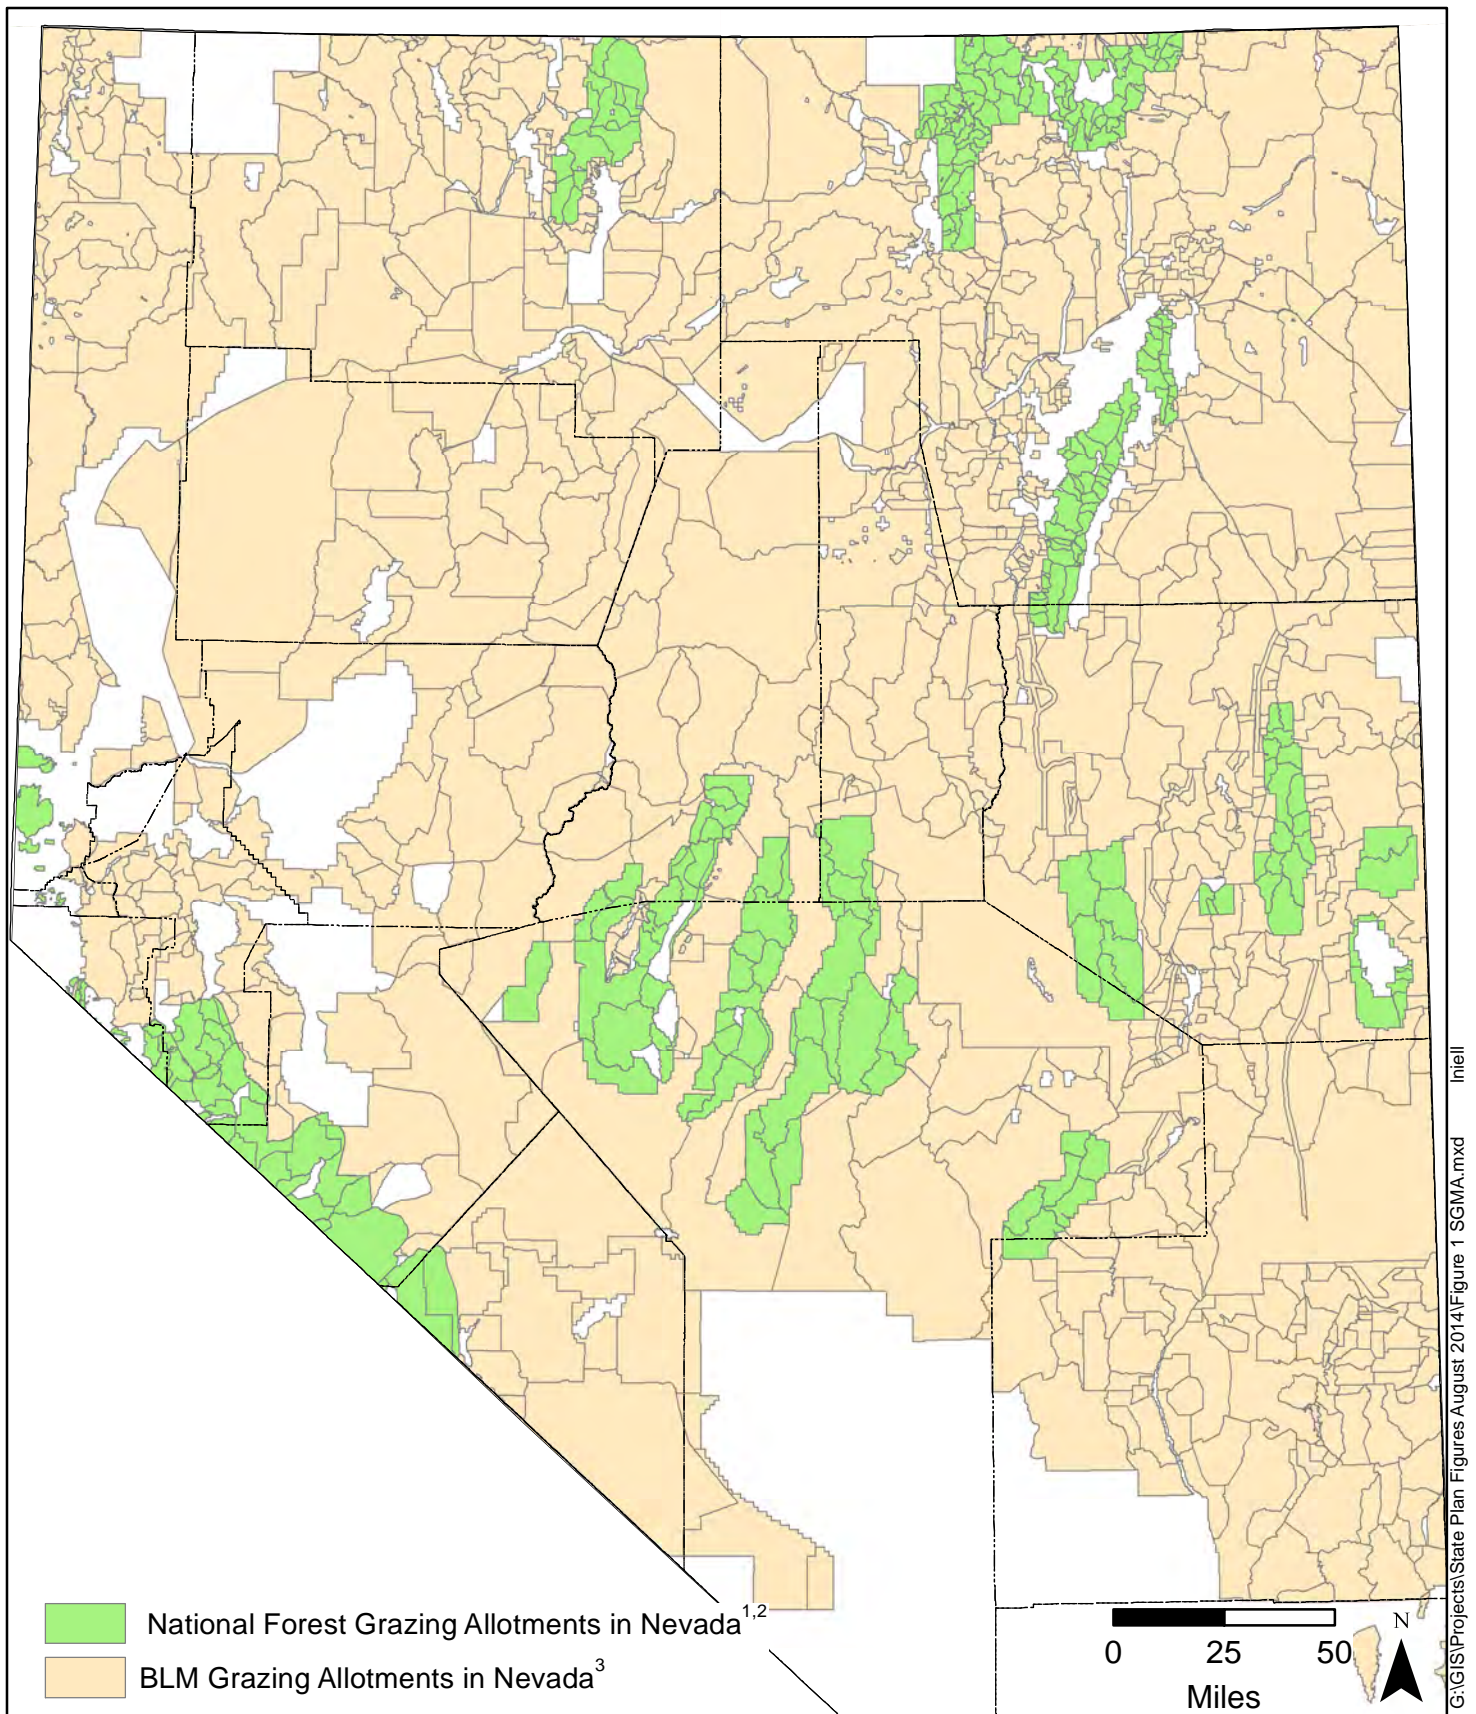 National Forest Grazing Allotments in Nevada1,2
BLM Grazing Allotments in Nevada3
0 25 50
Miles
N
G:\GIS\Projects\State Plan Figures August 2014\Figure 1 SGMA.mxd lniell